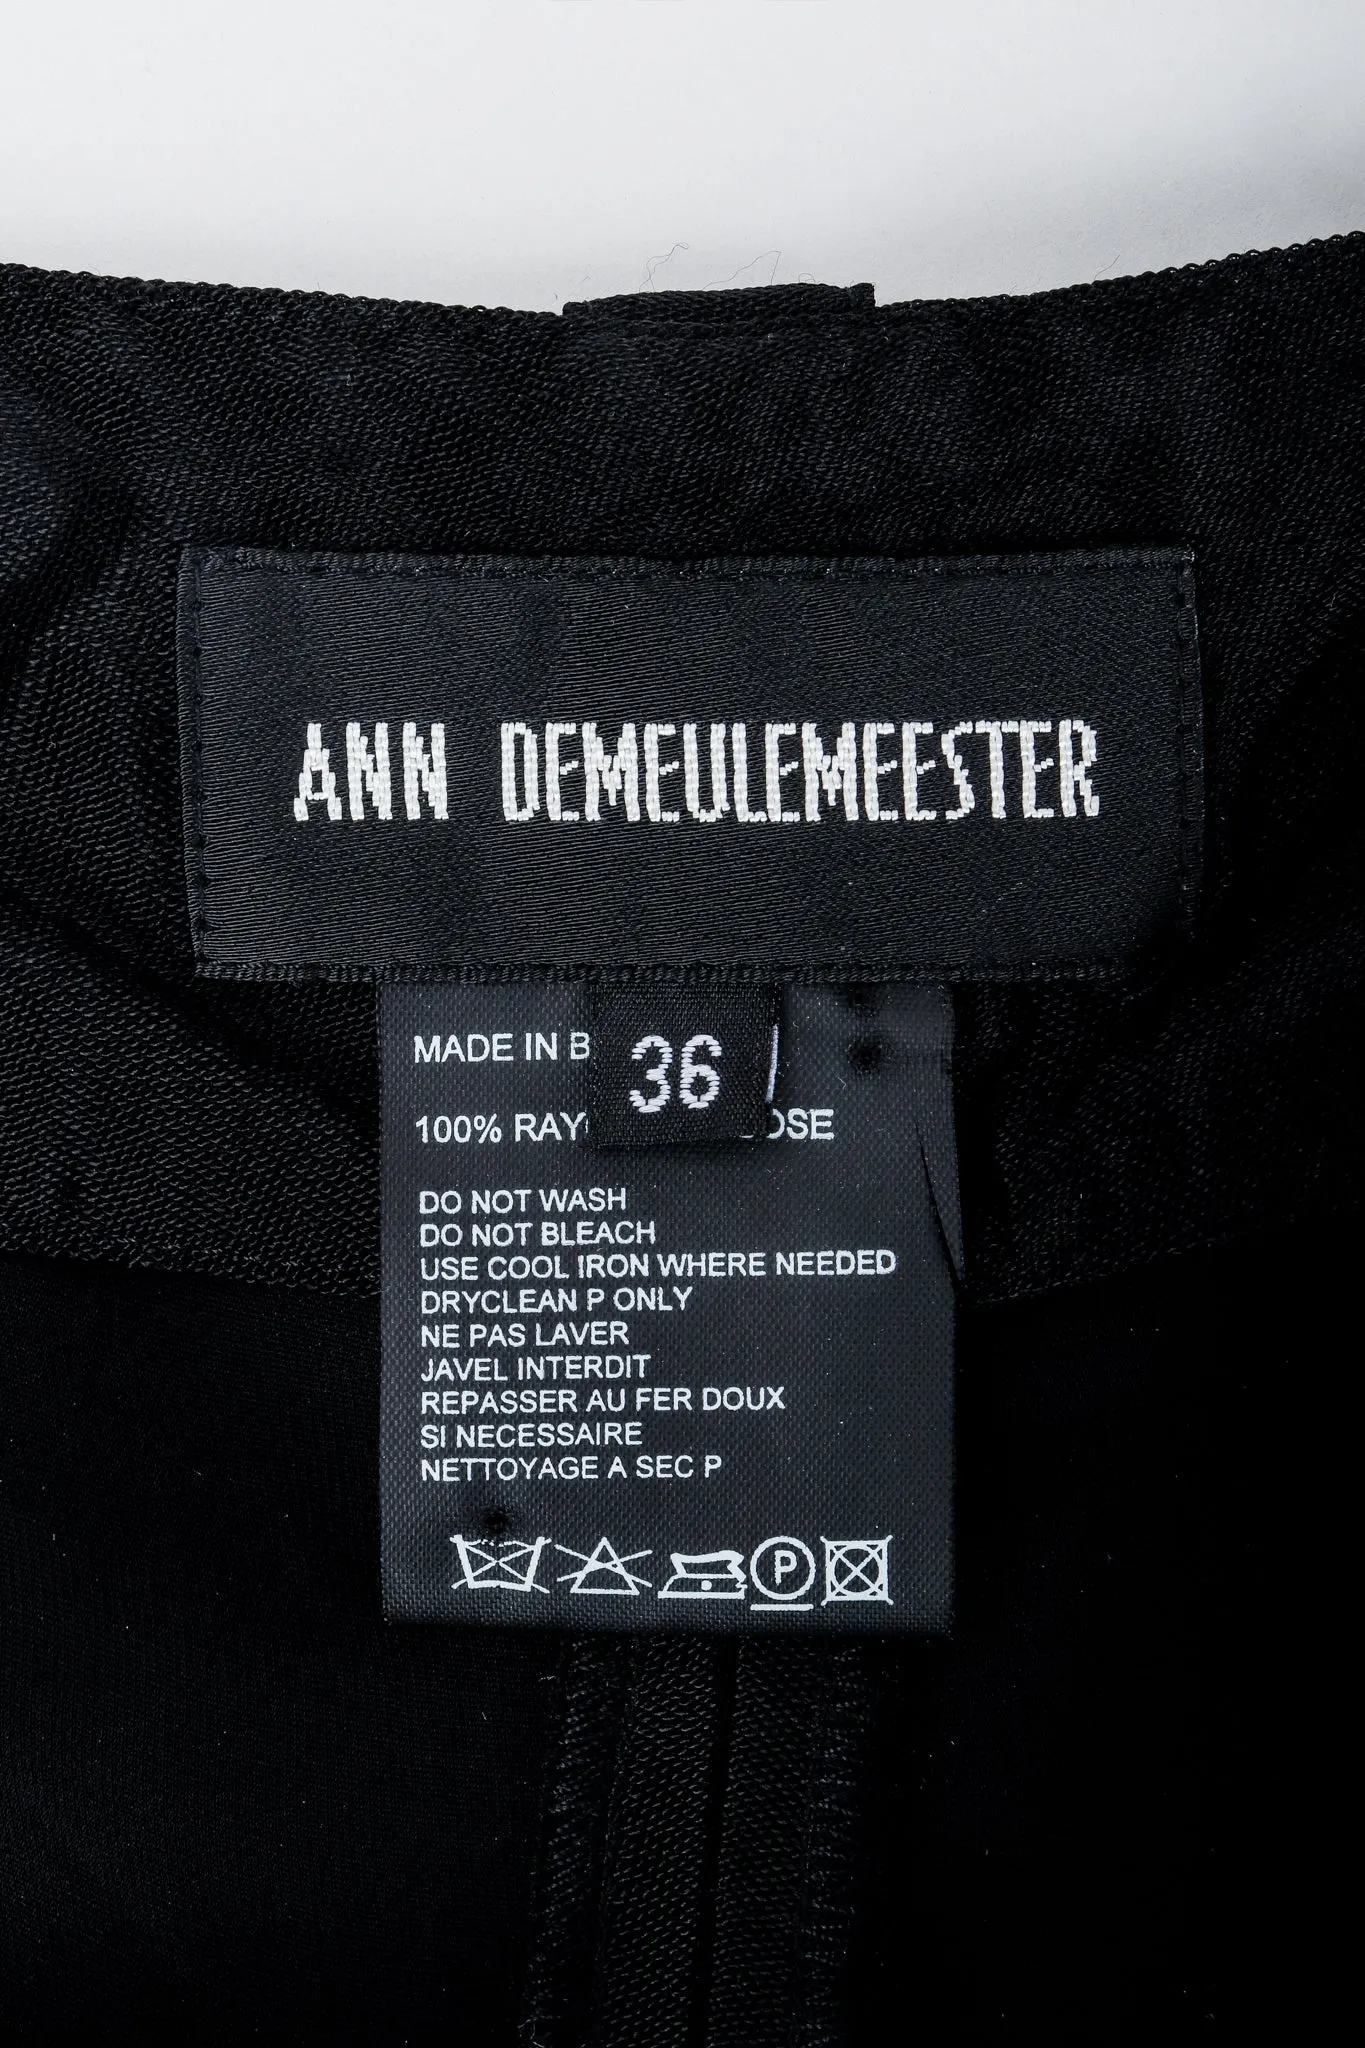 ANN DEMEULEMEESTER
36
MADE IN B
100% RAY OSE
DO NOT WASH
DO NOT BLEACH
USE COOL IRON WHERE NEEDED
DRYCLEAN P ONLY
NE PAS LAVER
JAVEL INTERDIT
REPASSER AU FER DOUX
SI NECESSAIRE
NETTOYAGE A SEC P
P